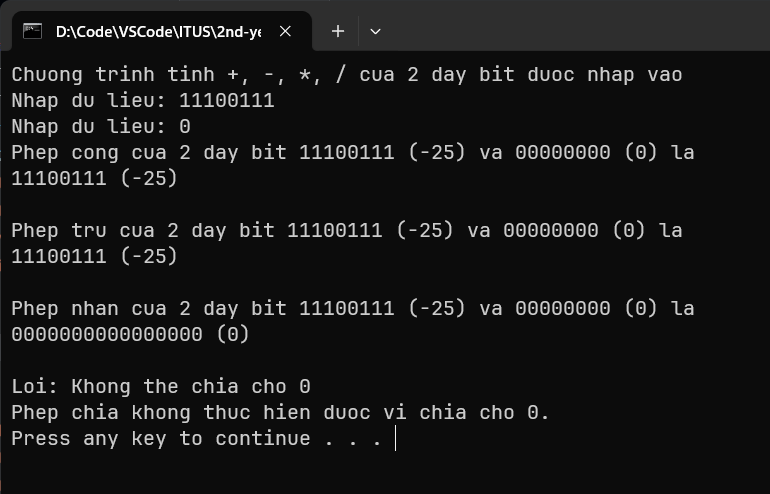 D:\Code\VSCode\ITUS\2nd-ye
Chuong trinh tinh +, -, *, / cua 2 day bit duoc nhap vao
Nhap du lieu: 11100111
Nhap du lieu: 0
Phep cong cua 2 day bit 11100111 (-25) va 00000000 (0) la
11100111 (-25)
Phep tru cua 2 day bit 11100111 (-25) va 00000000 (0) la
11100111 (-25)
Phep nhan cua 2 day bit 11100111 (-25) va 00000000 (0) la
0000000000000000 (0)
Loi: Khong the chia cho 0
Phep chia khong thuc hien duoc vi chia cho 0.
Press any key to continue . . .